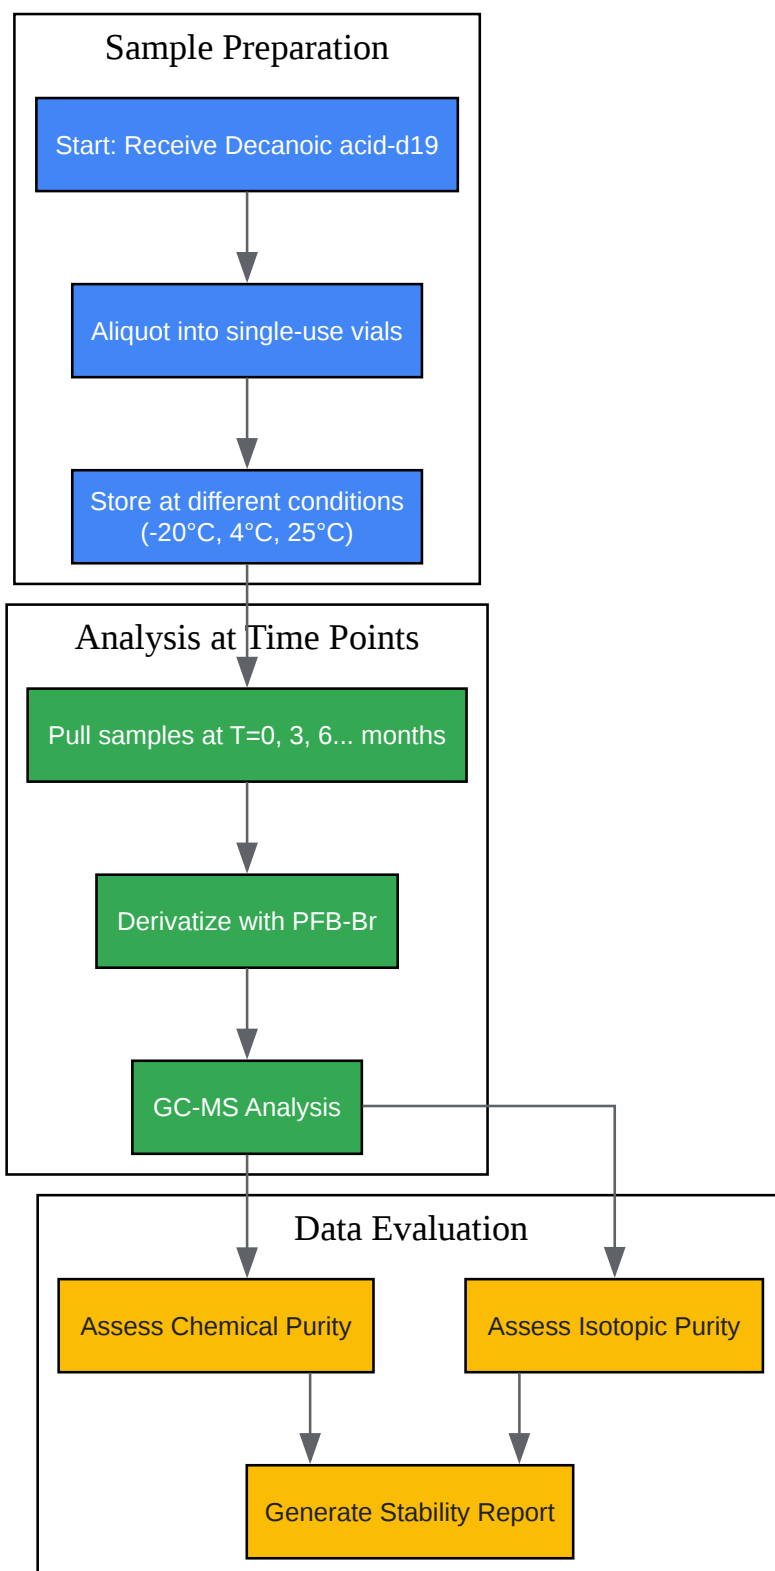 Sample Preparation
Start: Receive Decanoic acid-d19
Aliquot into single-use vials
Store at different conditions
(-20°C, 4°C, 25°C)
Analysis at Time Points
Pull samples at T=0, 3, 6... months
Derivatize with PFB-Br
GC-MS Analysis
Data Evaluation
Assess Chemical Purity
Assess Isotopic Purity
Generate Stability Report